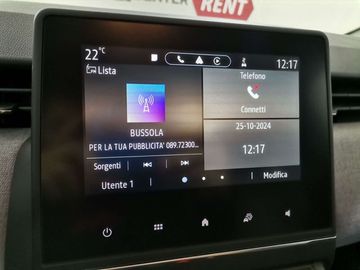 CENTER
RENT
22°C
12:17
Lista
Telefono
Connetti
BUSSOLA
PER LA TUA PUBBLICITA' 089.72300...
25-10-2024
12:17
Sorgenti
Utente 1
Modifica